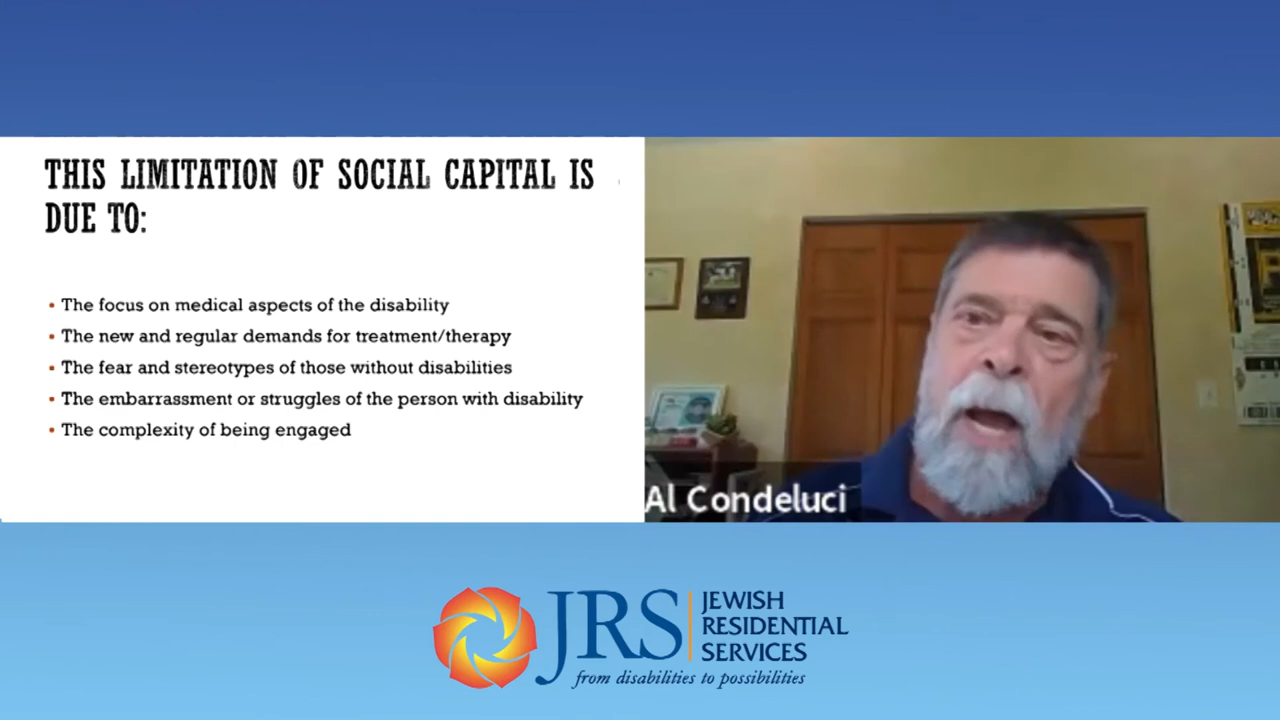 THIS LIMITATION OF SOCIAL CAPITAL IS
DUE TO:
• The focus on medical aspects of the disability
• The new and regular demands for treatment/therapy
• The fear and stereotypes of those without disabilities
• The embarrassment or struggles of the person with disability
• The complexity of being engaged
Al Condeluci
JRS
JEWISH
RESIDENTIAL
SERVICES
from disabilities to possibilities